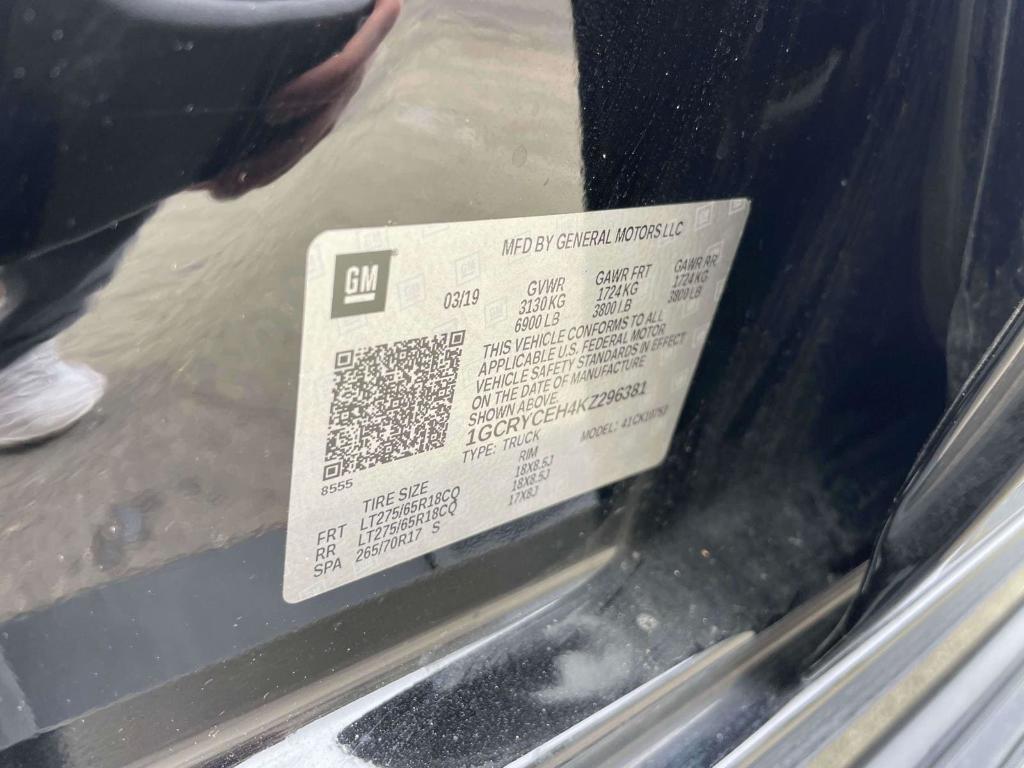 GM
MFD BY GENERAL MOTORS LLC
03/19
GVWR
3130 KG
6900 LB
GAWR FRT
1724 KG
3800 LB
GAWR RR
1724 KG
3800 LB
THIS VEHICLE CONFORMS TO ALL
APPLICABLE U.S. FEDERAL MOTOR
VEHICLE SAFETY STANDARDS IN EFFECT
ON THE DATE OF MANUFACTURE
SHOWN ABOVE.
1GCRYCEH4KZ296381
TYPE: TRUCK MODEL:
8555
TIRE SIZE RIM
FRT LT275/65R18CQ 18X8.5J
RR LT275/65R18CQ 18X8.5J
SPA 265/70R17 S 17X8J